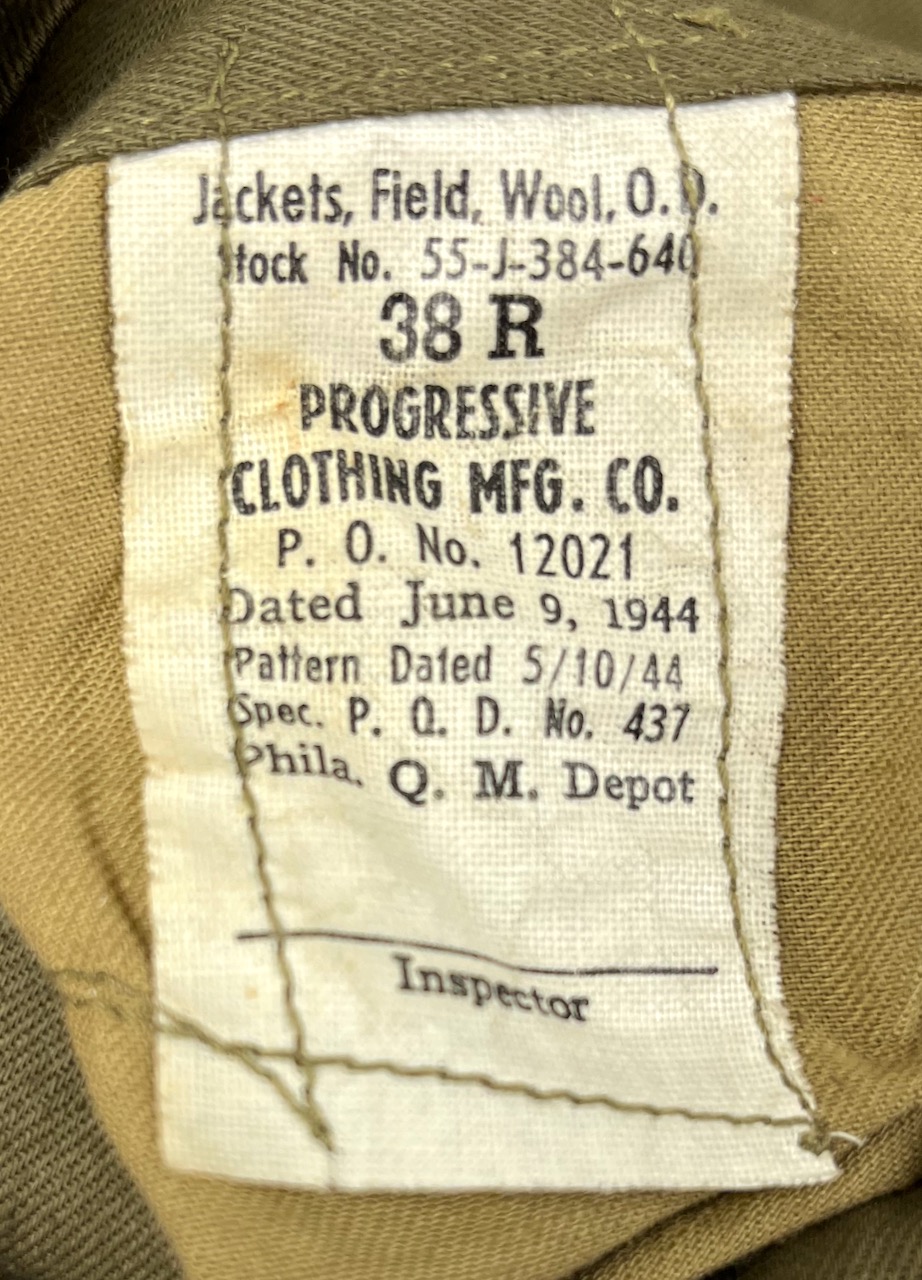 Jackets, Field, Wool, O.D.
Stock No. 55-J-384-640
38 R
PROGRESSIVE
CLOTHING MFG. CO.
P. O. No. 12021
Dated June 9, 1944
Pattern Dated 5/10/44
Spec. P. Q. D. No. 437
Phila. Q. M. Depot
Inspector